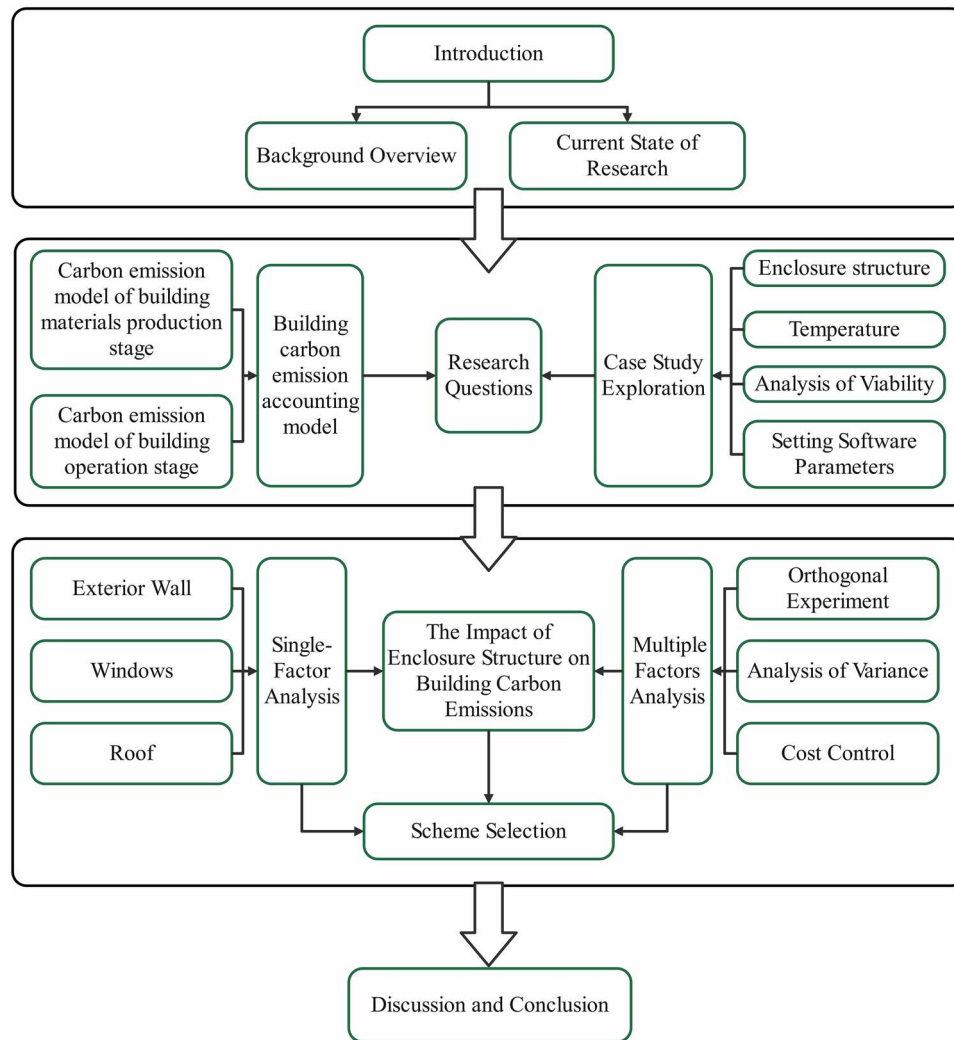 Introduction
Background Overview
Current State of
Research
Carbon emission
model of building
materials production
stage
Carbon emission
model of building
operation stage
Building
carbon
emission
accounting
model
Research
Questions
Case Study
Exploration
Enclosure structure
Temperature
Analysis of Viability
Setting Software
Parameters
Exterior Wall
Windows
Roof
Single-
Factor
Analysis
The Impact of
Enclosure Structure on
Building Carbon
Emissions
Multiple
Factors
Analysis
Orthogonal
Experiment
Analysis of Variance
Cost Control
Scheme Selection
Discussion and Conclusion